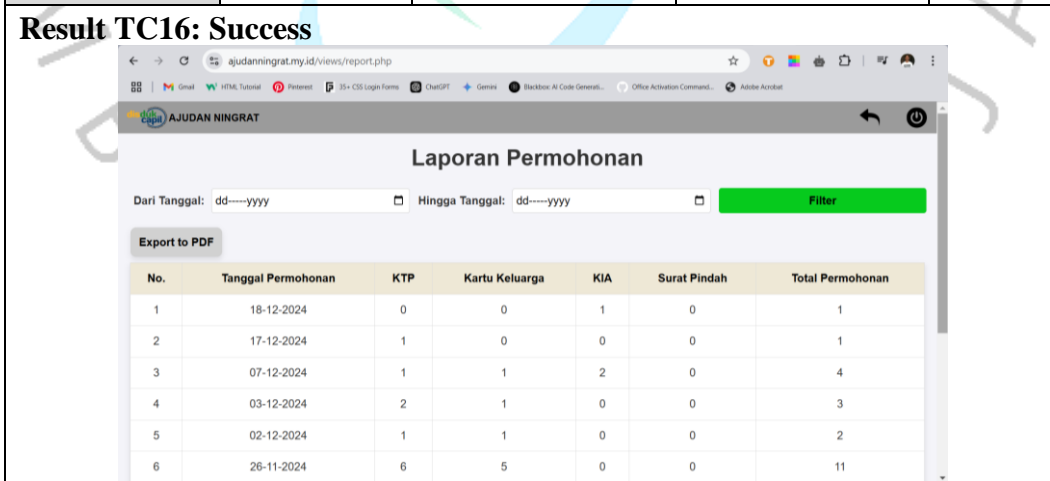 Result TC16: Success
ajudanningrat.my.id/views/report.php
Gmail HTML Tutorial Pinterest 35+ CSS Login Forms ChatGPT Gemini Blackbox AI Code Generati... Office Activation Command... Adobe Acrobat
dukcapil AJUDAN NINGRAT
Laporan Permohonan
Dari Tanggal: dd-----yyyy Hingga Tanggal: dd-----yyyy Filter
Export to PDF
No. Tanggal Permohonan KTP Kartu Keluarga KIA Surat Pindah Total Permohonan
1 18-12-2024 0 0 1 0 1
2 17-12-2024 1 0 0 0 1
3 07-12-2024 1 1 2 0 4
4 03-12-2024 2 1 0 0 3
5 02-12-2024 1 1 0 0 2
6 26-11-2024 6 5 0 0 11